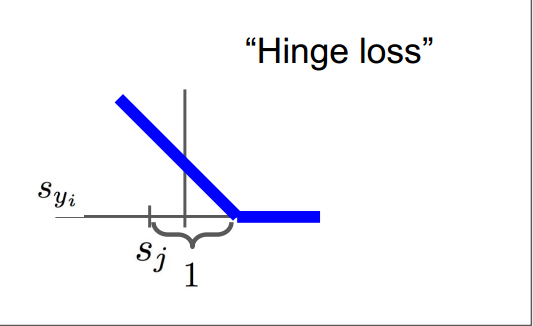 “Hinge loss”
s_{y_i}
s_j
1